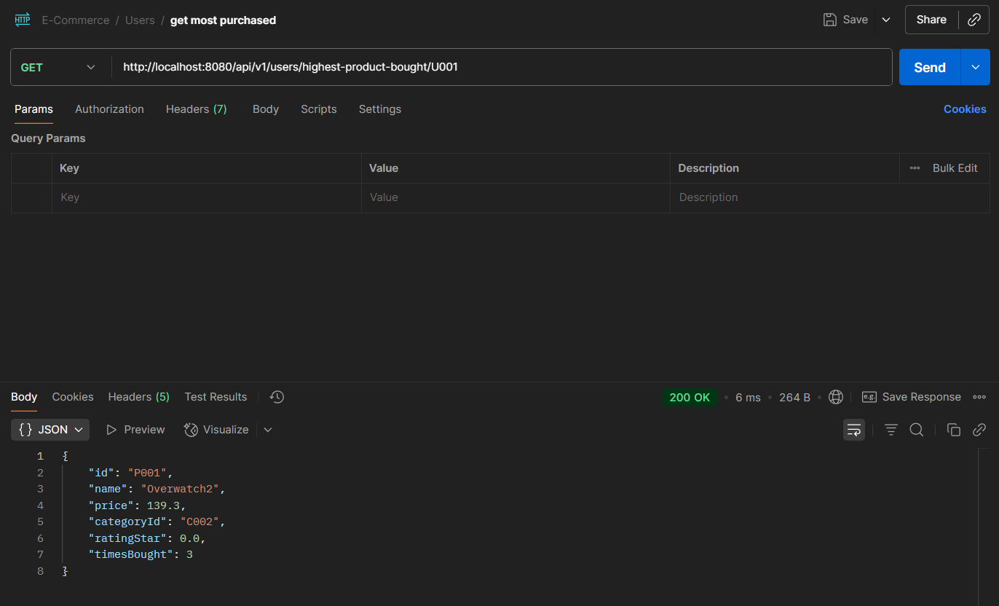 HTTP E-Commerce / Users / get most purchased Save Share
GET http://localhost:8080/api/v1/users/highest-product-bought/U001 Send
Params Authorization Headers (7) Body Scripts Settings Cookies
Query Params
Key Value Description Bulk Edit
Key Value Description
Body Cookies Headers (5) Test Results 200 OK • 6 ms • 264 B • e.g. Save Response
{} JSON Preview Visualize
1 {
2 "id": "P001",
3 "name": "Overwatch2",
4 "price": 139.3,
5 "categoryId": "C002",
6 "ratingStar": 0.0,
7 "timesBought": 3
8 }